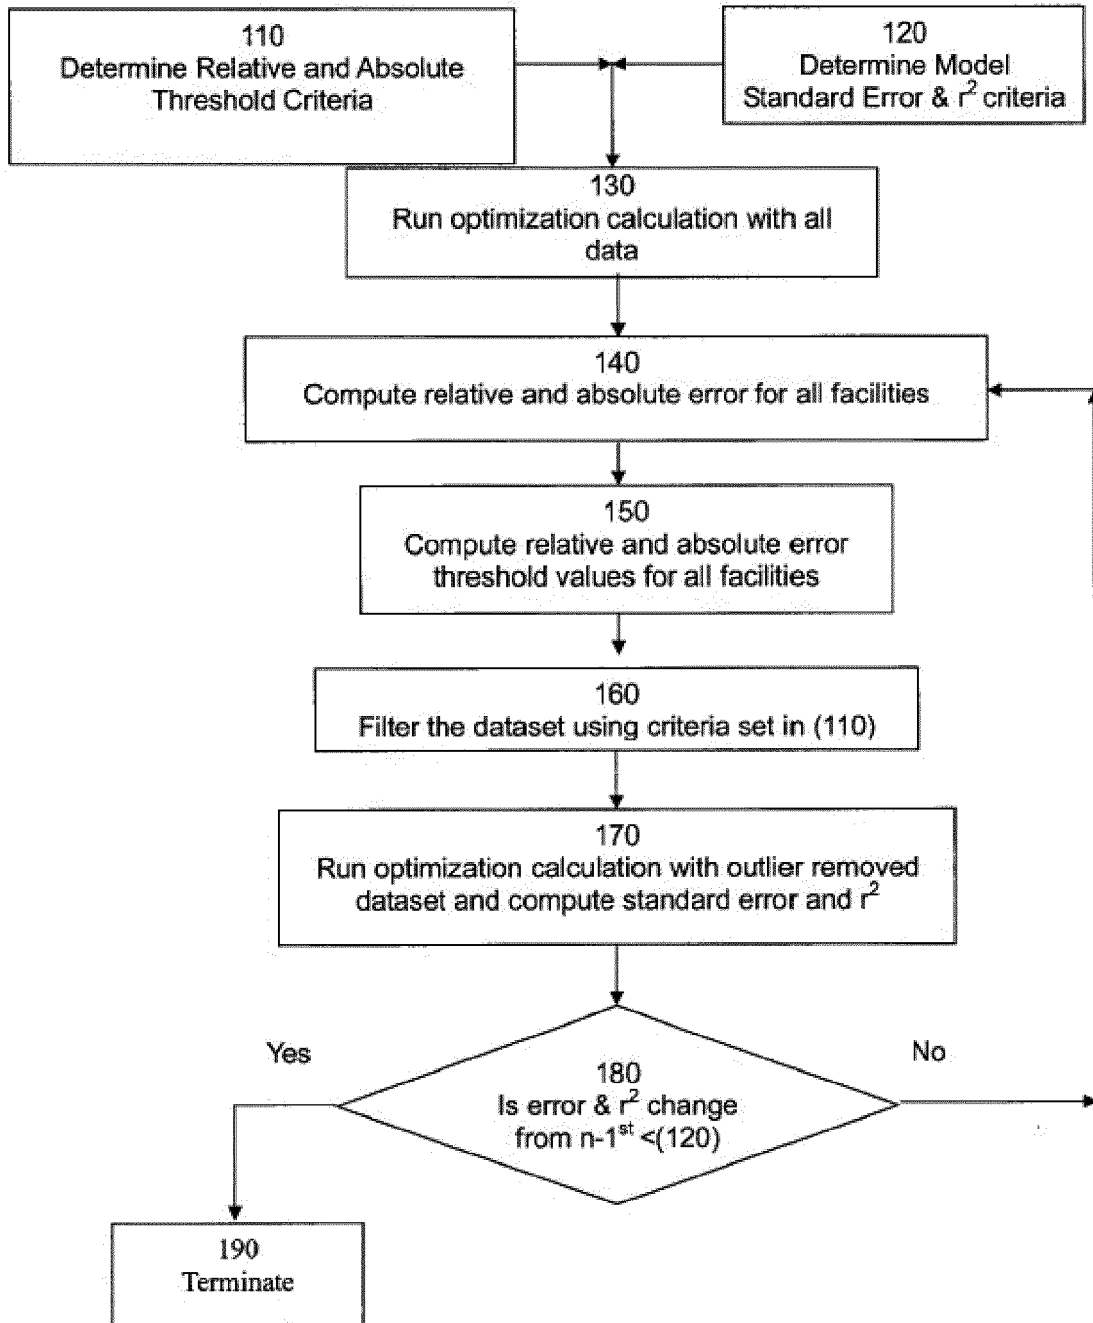 110
Determine Relative and Absolute
Threshold Criteria
120
Determine Model
Standard Error & r² criteria
130
Run optimization calculation with all
data
140
Compute relative and absolute error for all facilities
150
Compute relative and absolute error
threshold values for all facilities
160
Filter the dataset using criteria set in (110)
170
Run optimization calculation with outlier removed
dataset and compute standard error and r²
Yes
No
180
Is error & r² change
from n-1ˢᵗ <(120)
190
Terminate